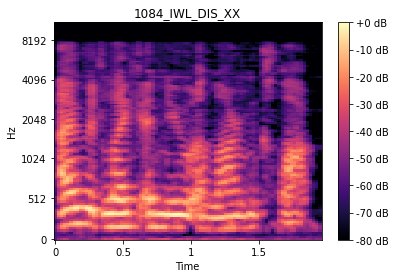 1084_IWL_DIS_XX
+0 dB
8192
-10 dB
4096
-20 dB
-30 dB
2048
Hz
-40 dB
1024
-50 dB
512
-60 dB
-70 dB
0
-80 dB
0
0.5
1
1.5
Time